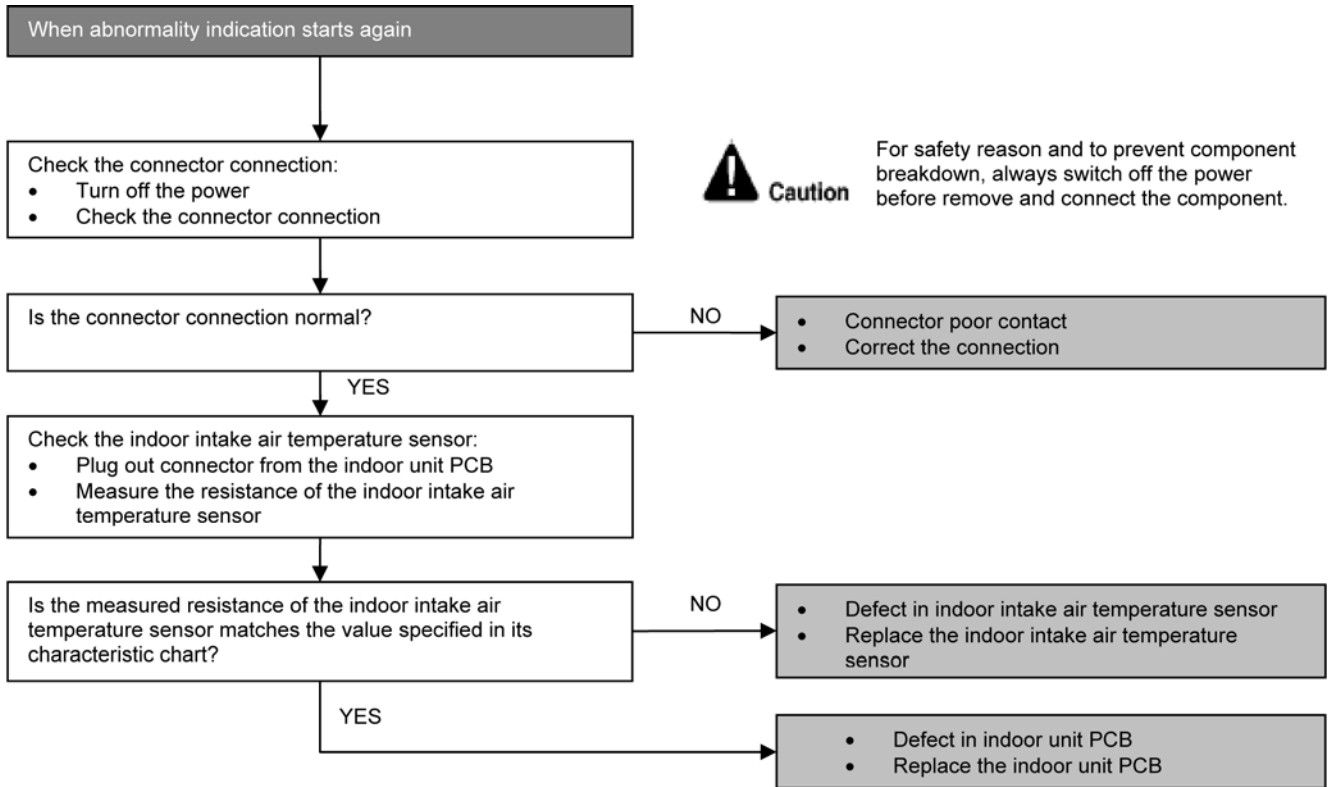 When abnormality indication starts again
Check the connector connection:
• Turn off the power
• Check the connector connection
Caution
For safety reason and to prevent component
breakdown, always switch off the power
before remove and connect the component.
Is the connector connection normal?
NO
• Connector poor contact
• Correct the connection
YES
Check the indoor intake air temperature sensor:
• Plug out connector from the indoor unit PCB
• Measure the resistance of the indoor intake air
temperature sensor
Is the measured resistance of the indoor intake air
temperature sensor matches the value specified in its
characteristic chart?
NO
• Defect in indoor intake air temperature sensor
• Replace the indoor intake air temperature
sensor
YES
• Defect in indoor unit PCB
• Replace the indoor unit PCB